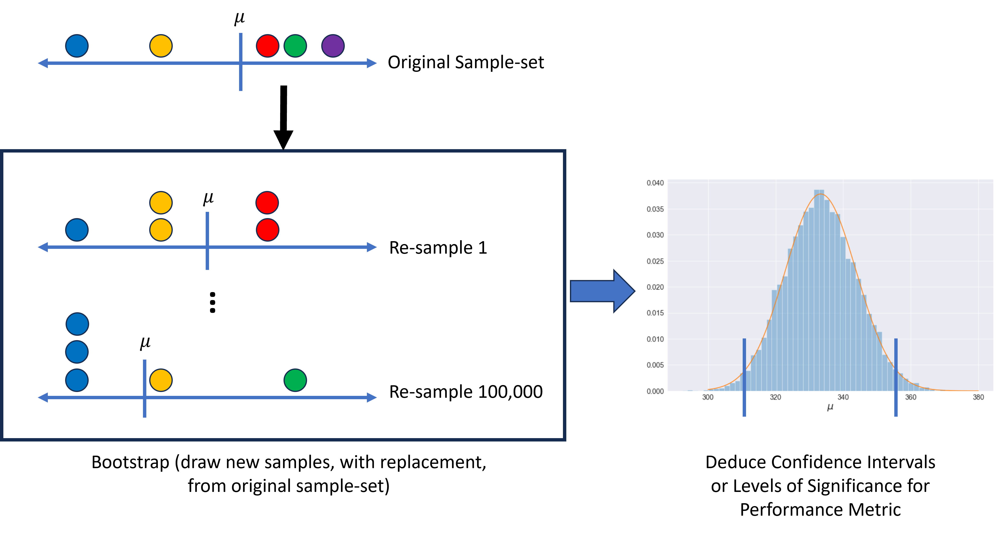 μ
Original Sample-set
μ
Re-sample 1
μ
Re-sample 100,000
Bootstrap (draw new samples, with replacement,
from original sample-set)
0.040
0.035
0.030
0.025
0.020
0.015
0.010
0.005
0.000
300 320 340 360 380
μ
Deduce Confidence Intervals
or Levels of Significance for
Performance Metric